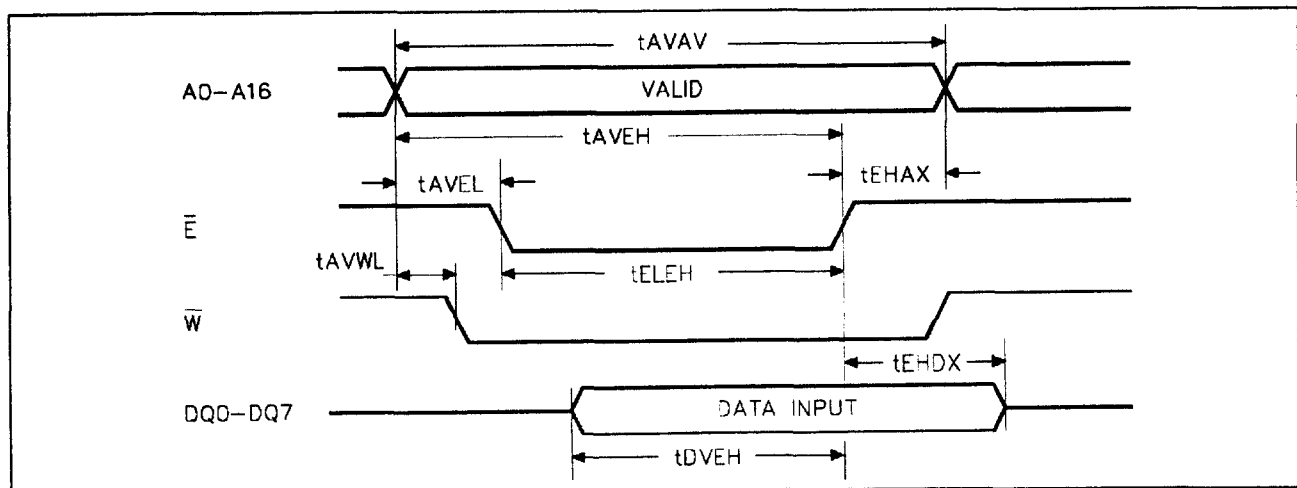 tAVAV
A0-A16
VALID
tAVEH
tAVEL
tEHAX
E̅
tAVWL
tELEH
W̅
tEHDX
DQ0-DQ7
DATA INPUT
tDVEH